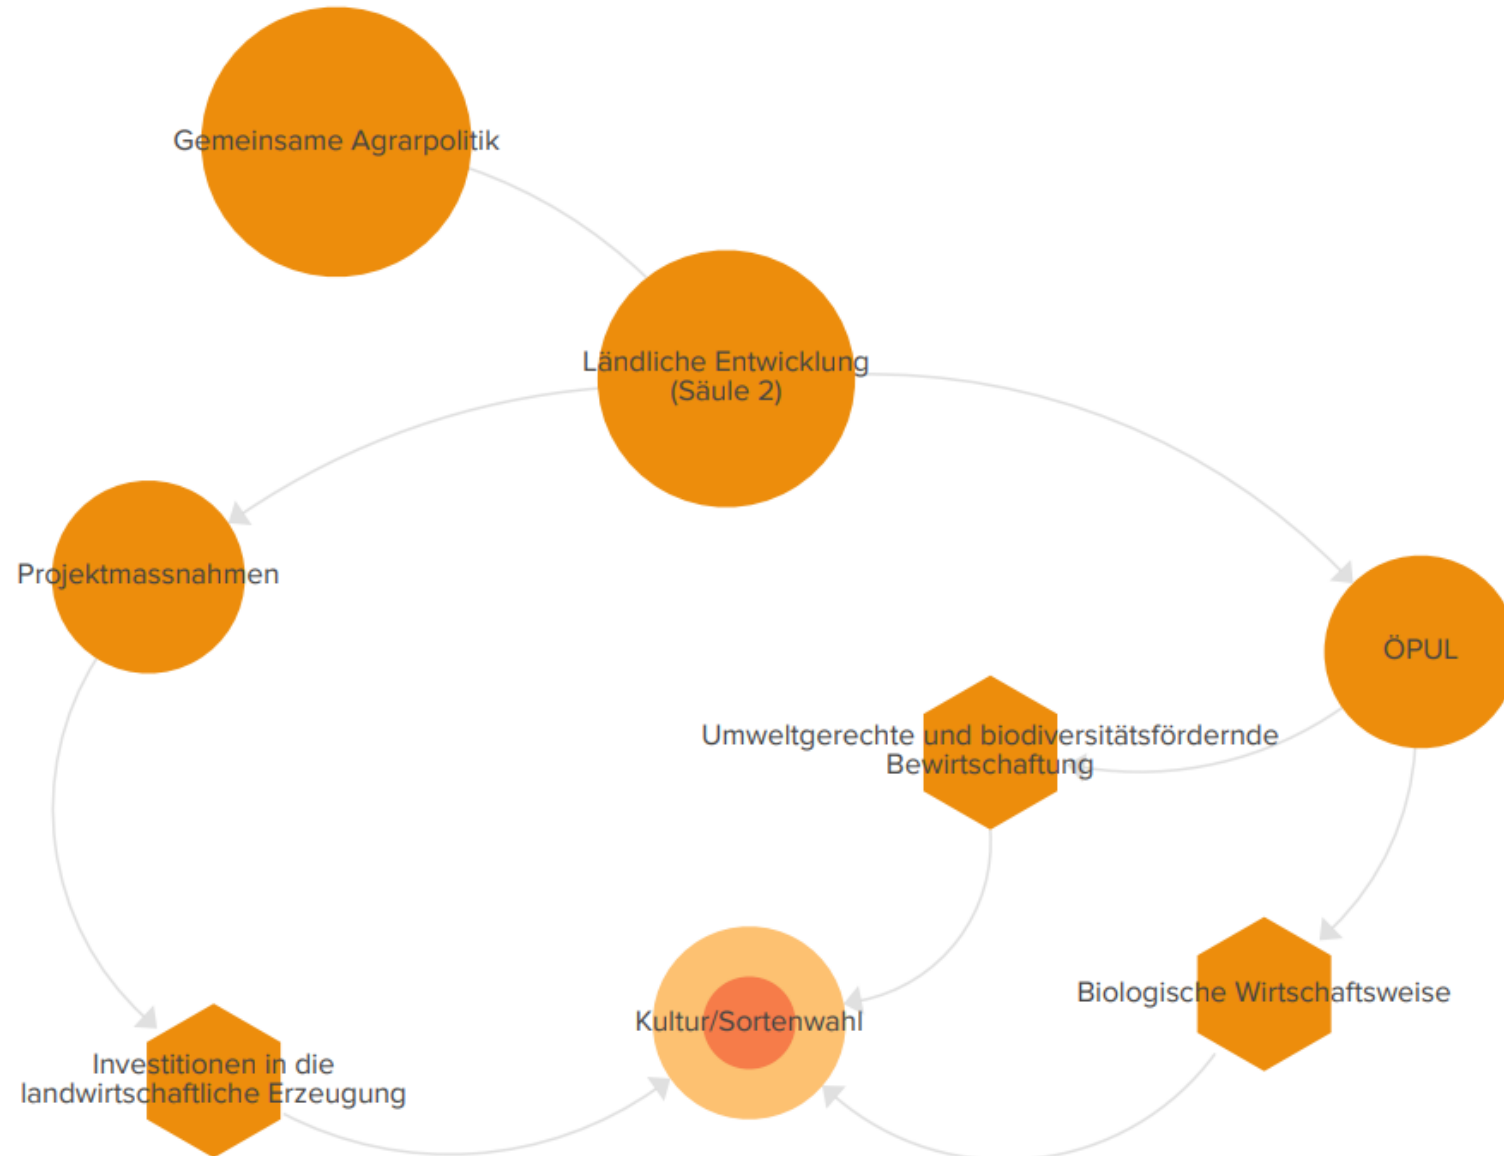 Gemeinsame Agrarpolitik
Ländliche Entwicklung
(Säule 2)
Projektmassnahmen
ÖPUL
Umweltgerechte und biodiversitätsfördernde
Bewirtschaftung
Biologische Wirtschaftsweise
Kultur/Sortenwahl
Investitionen in die
landwirtschaftliche Erzeugung